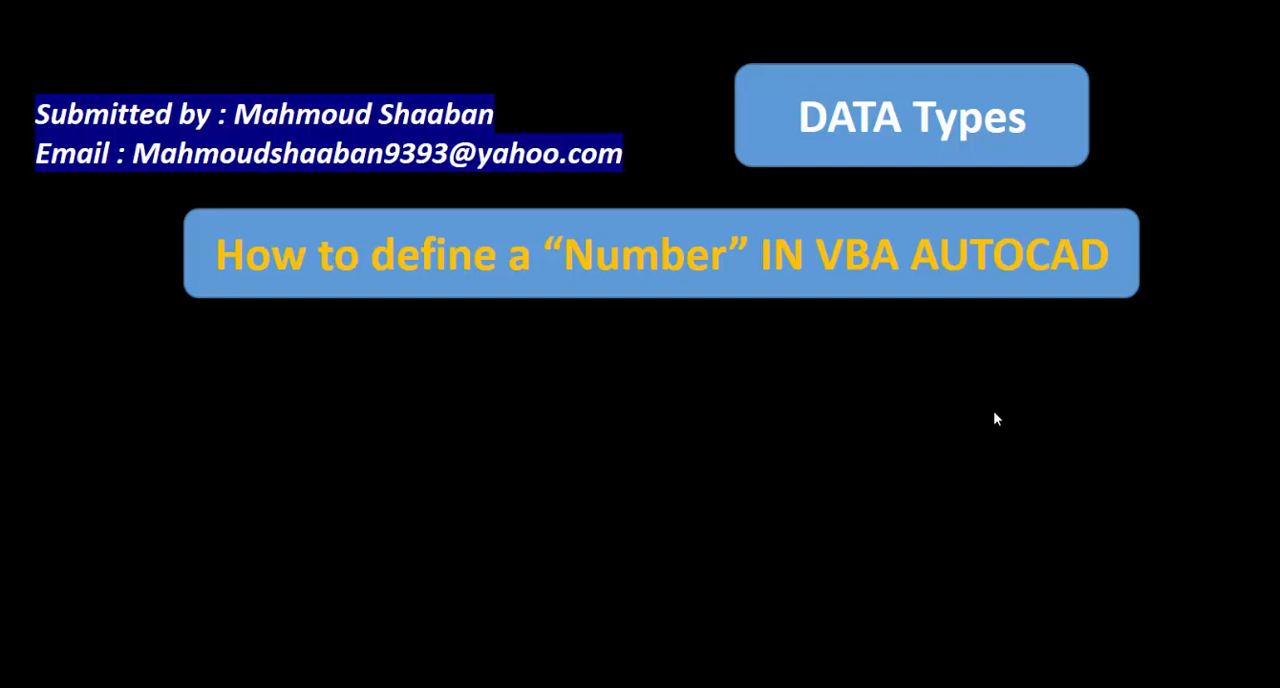 DATA Types
Submitted by : Mahmoud Shaaban
Email : Mahmoudshaaban9393@yahoo.com
How to define a “Number” IN VBA AUTOCAD